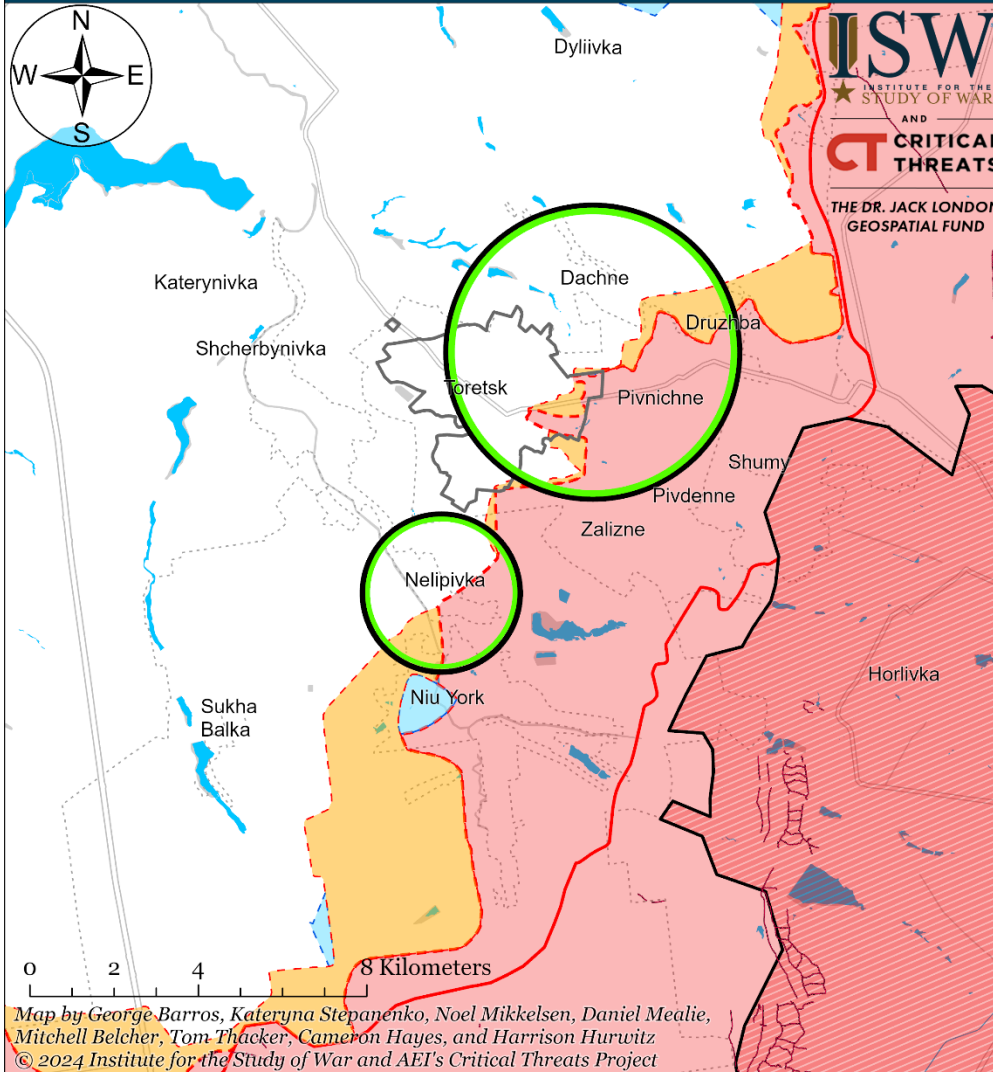 N
W
E
S
Dyliivka
ISW
INSTITUTE FOR THE
STUDY OF WAR
AND
CT CRITICAL
THREATS
THE DR. JACK LONDON
GEOSPATIAL FUND
Katerynivka
Dachne
Shcherbynivka
Druzhba
Toretsk
Pivnichne
Shumy
Pivdenne
Zalizne
Nelipivka
Horlivka
Niu York
Sukha
Balka
0 2 4 8 Kilometers
Map by George Barros, Kateryna Stepanenko, Noel Mikkelsen, Daniel Mealie,
Mitchell Belcher, Tom Thacker, Cameron Hayes, and Harrison Hurwitz
© 2024 Institute for the Study of War and AEI's Critical Threats Project